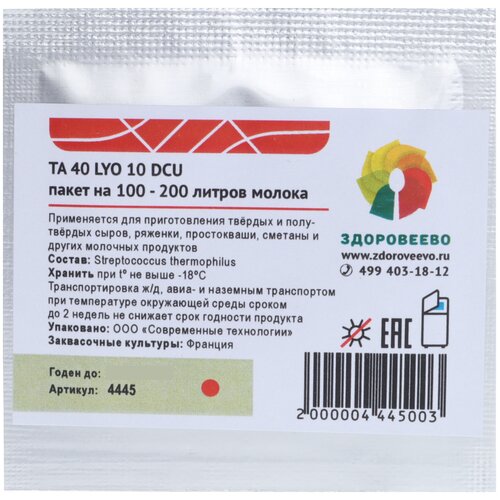 TA 40 LYO 10 DCU
пакет на 100 - 200 литров молока
Применяется для приготовления твёрдых и полу-
твёрдых сыров, ряженки, простокваши, сметаны и
других молочных продуктов
Состав: Streptococcus thermophilus
Хранить при t° не выше -18°C
Транспортировка ж/д, авиа- и наземным транспортом
при температуре окружающей среды сроком
до 2 недель не снижает срок годности продукта
Упаковано: ООО «Современные технологии»
Заквасочные культуры: Франция
Годен до:
Артикул: 4445
ЗДОРОВЕЕВО
www.zdoroveevo.ru
499 403-18-12
EAC
2 000004 445003